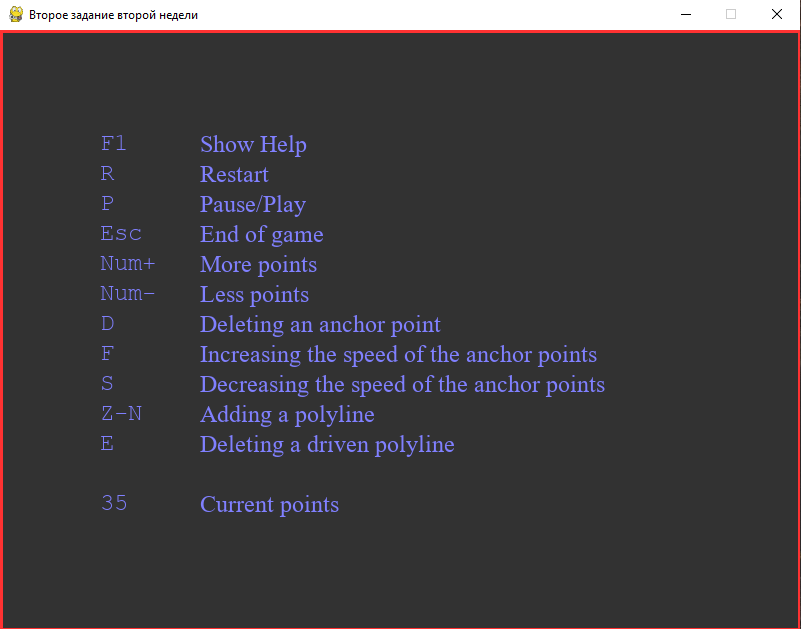 Второе задание второй недели
F1 Show Help
R Restart
P Pause/Play
Esc End of game
Num+ More points
Num- Less points
D Deleting an anchor point
F Increasing the speed of the anchor points
S Decreasing the speed of the anchor points
Z-N Adding a polyline
E Deleting a driven polyline
35 Current points